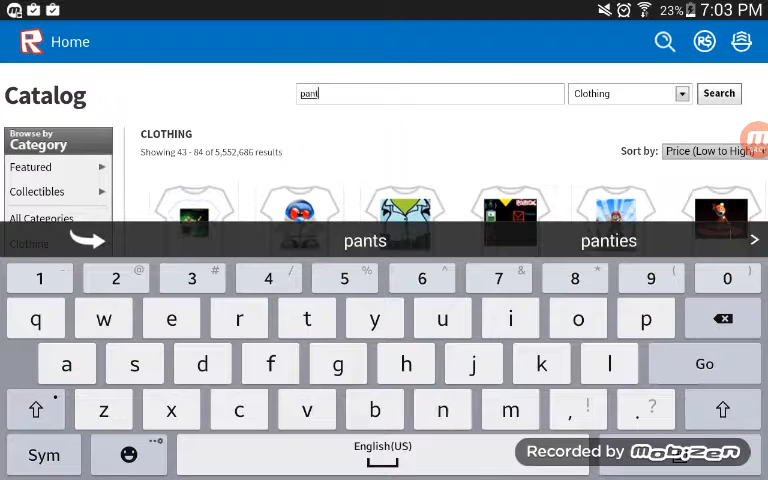 23% 7:03 PM
R Home R$
Catalog pant Clothing Search
Browse by
Category
CLOTHING
Showing 43 - 84 of 5,552,686 results
Sort by: Price (Low to High)
Featured
Collectibles
All Categories
Clothing
pants panties >
1 2 @ 3 # 4 / 5 % 6 ^ 7 & 8 * 9 ( 0 )
q w e r t y u i o p
a s d f g h j k l Go
z x c v b n m , ! . ?
Sym English(US)
Recorded by mobizen